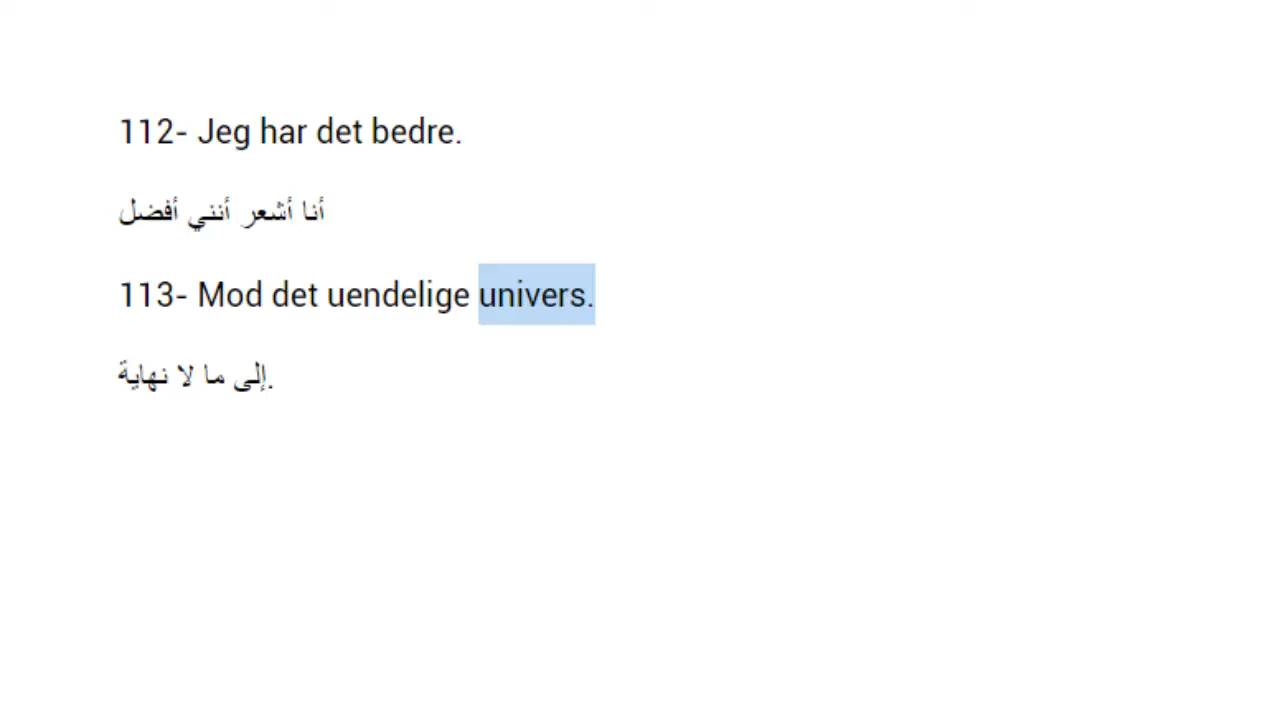 112- Jeg har det bedre.
أنا أشعر أنني أفضل
113- Mod det uendelige univers.
إلى ما لا نهاية.